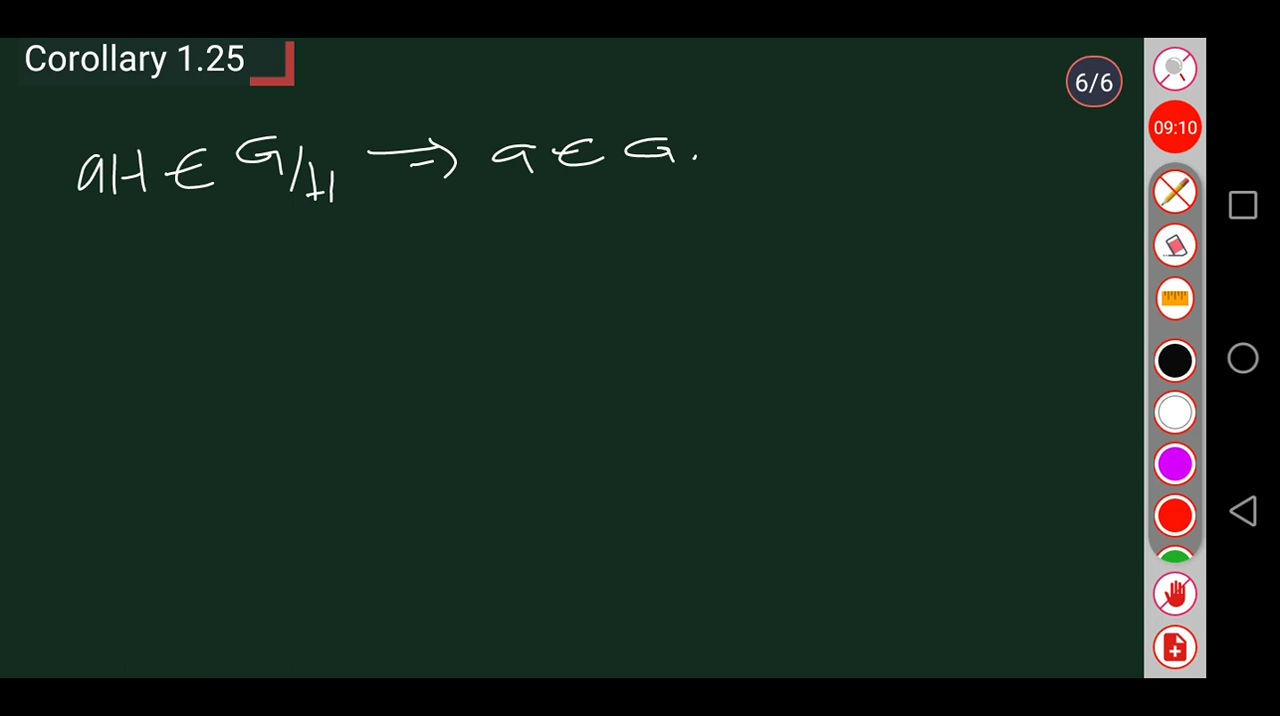 Corollary 1.25
6/6
09:10
aH ∈ G/H ⇒ a ∈ G.